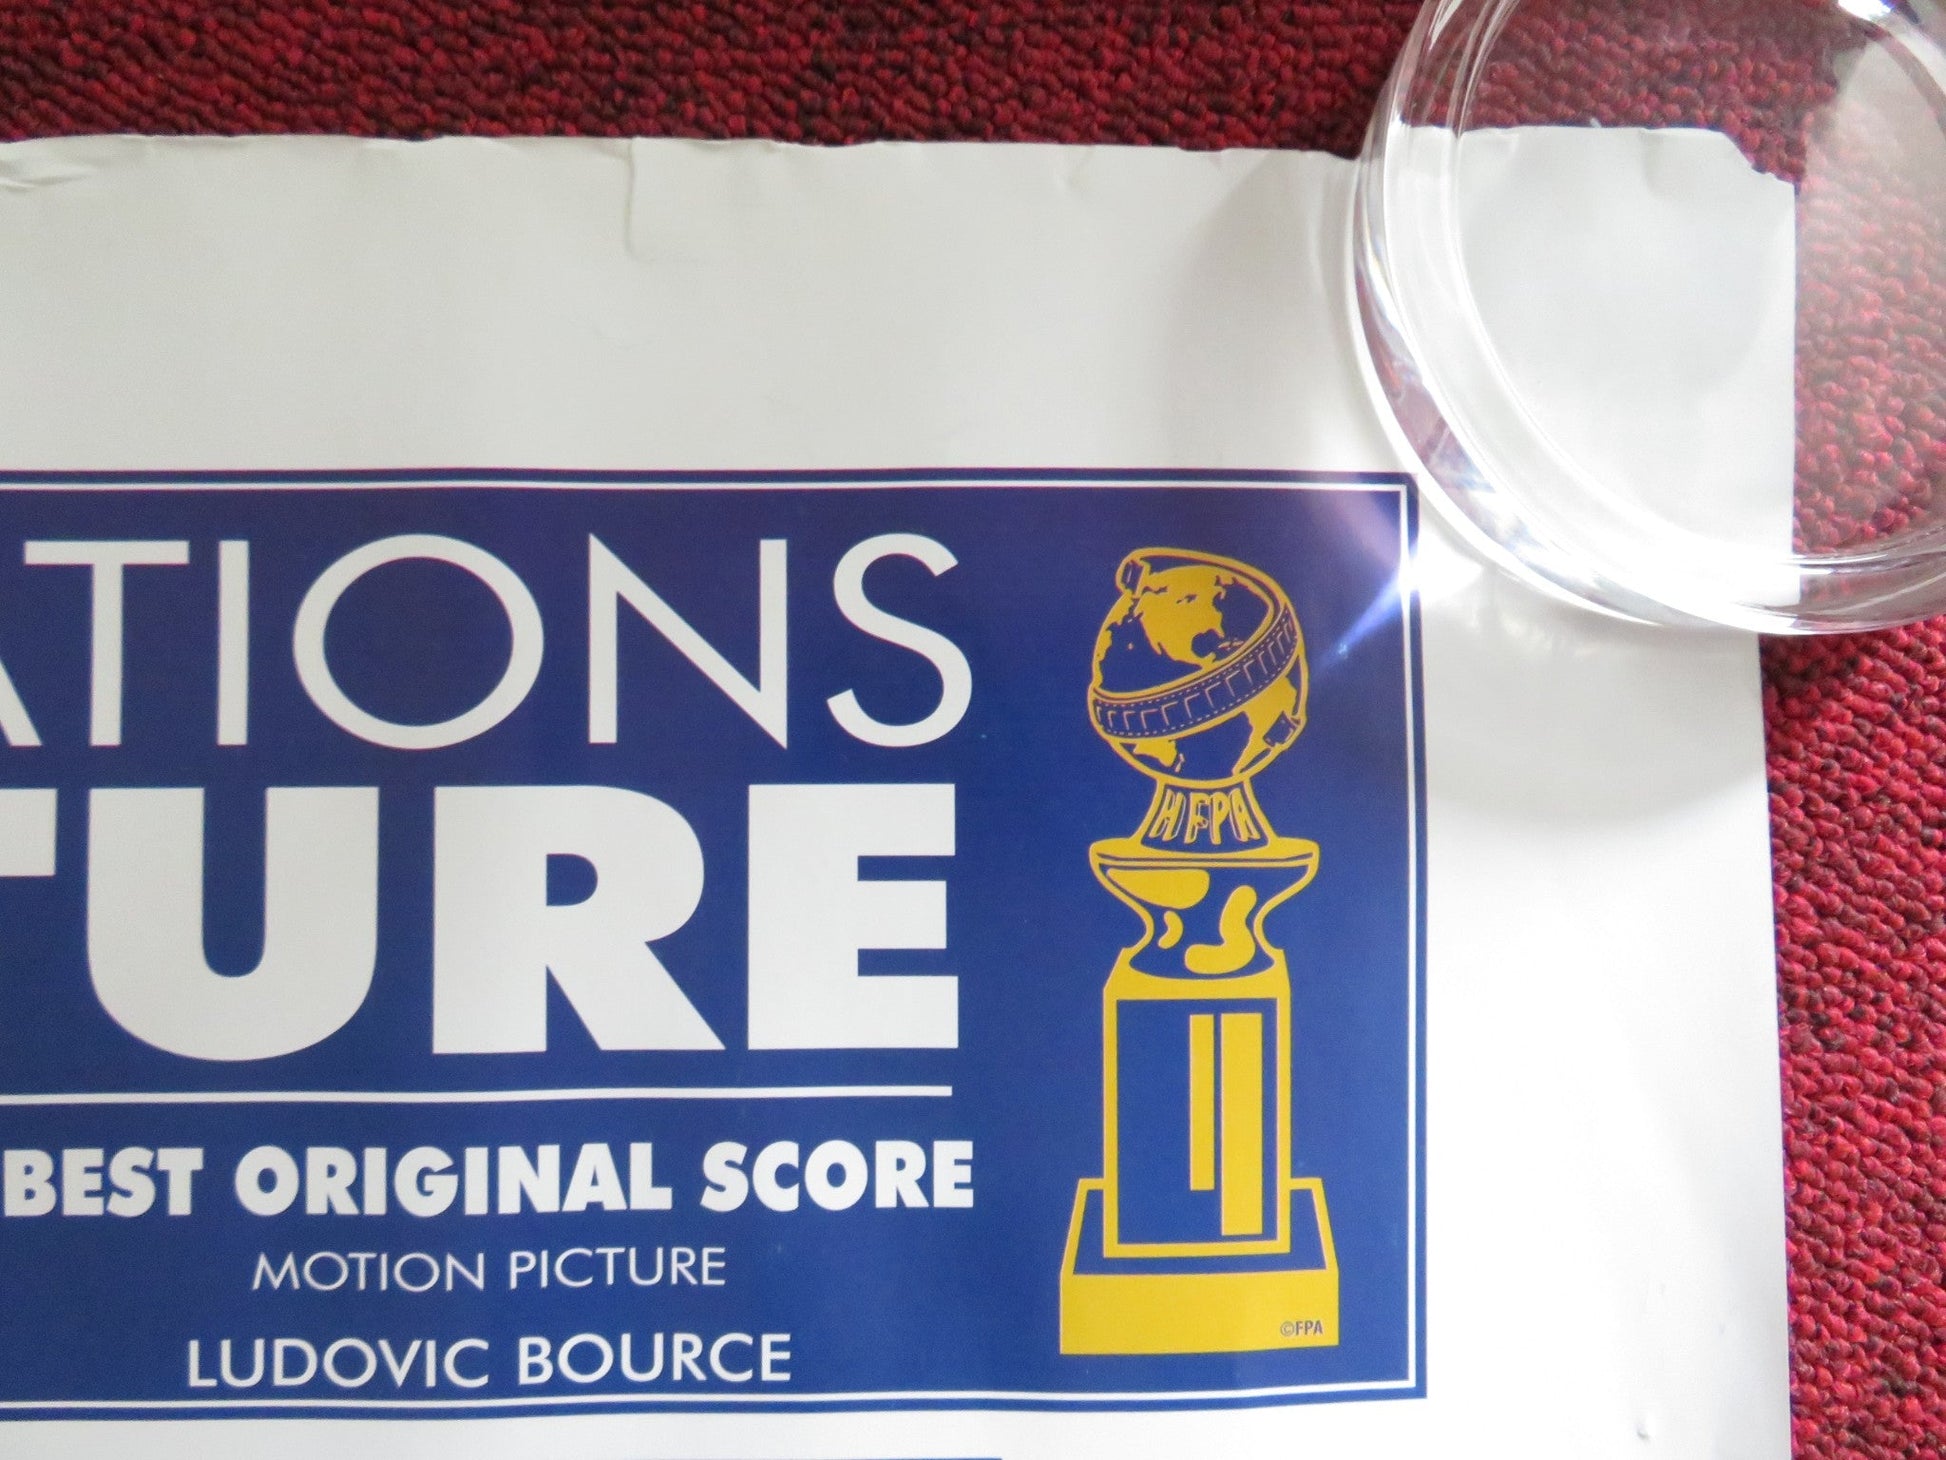 ATIONS
TURE
BEST ORIGINAL SCORE
MOTION PICTURE
LUDOVIC BOURCE
HFPA
©FPA